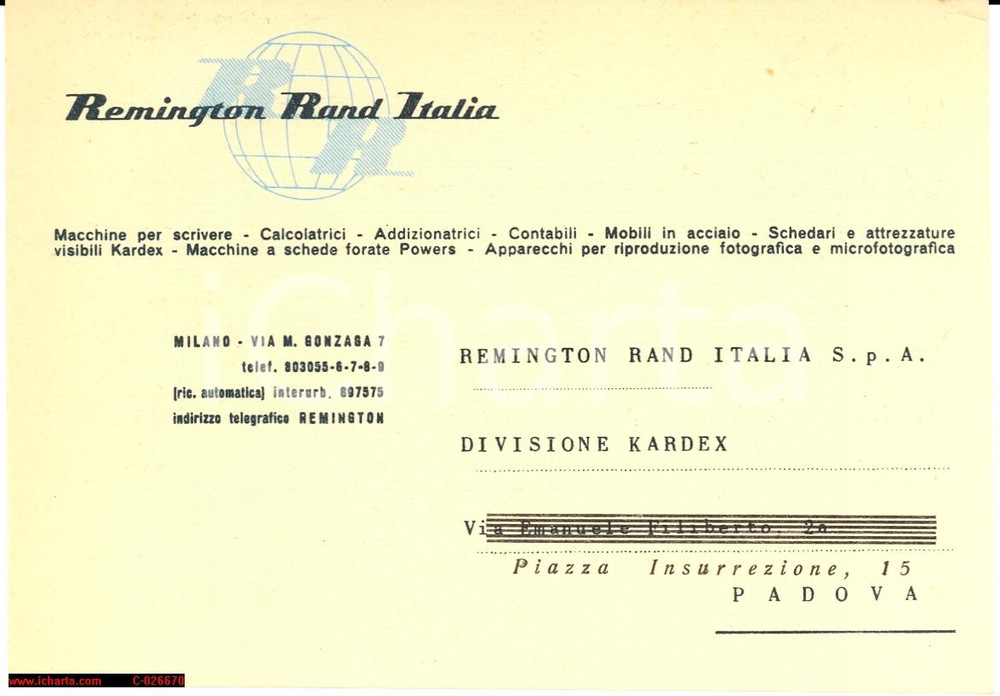 RR
Remington Rand Italia
Macchine per scrivere - Calcolatrici - Addizionatrici - Contabili - Mobili in acciaio - Schedari e attrezzature
visibili Kardex - Macchine a schede forate Powers - Apparecchi per riproduzione fotografica e microfotografica
iCharta
MILANO - VIA M. GONZAGA 7
telef. 803055-6-7-8-9
(ric. automatica) interurb. 897575
indirizzo telegrafico REMINGTON
REMINGTON RAND ITALIA S.p.A.
DIVISIONE KARDEX
Via Emanuele Filiberto, 2a
Piazza Insurrezione, 15
PADOVA
www.icharta.com C-026670